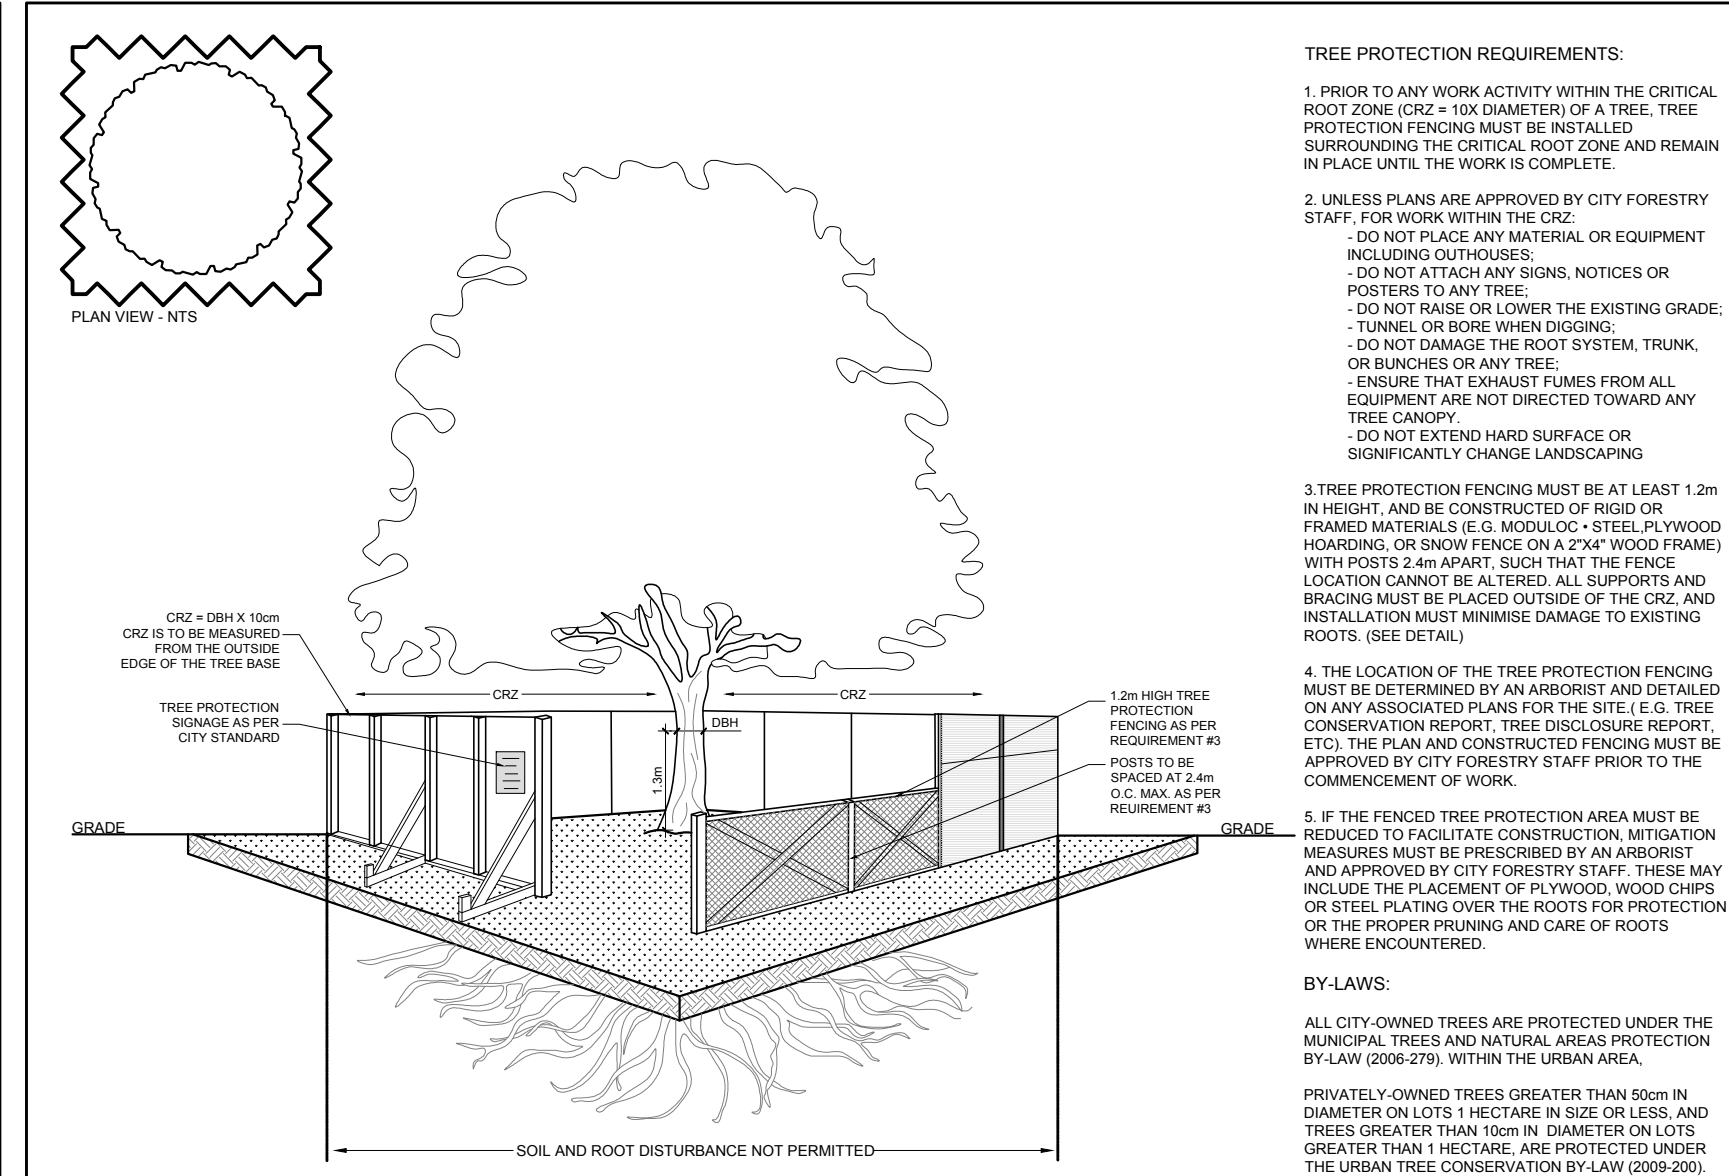 PLAN VIEW - NTS
CRZ = DBH X 10cm
CRZ IS TO BE MEASURED
FROM THE OUTSIDE
EDGE OF THE TREE BASE
TREE PROTECTION
SIGNAGE AS PER
CITY STANDARD
GRADE
CRZ
CRZ
DBH
1.3m
1.2m HIGH TREE
PROTECTION
FENCING AS PER
REQUIREMENT #3
POSTS TO BE
SPACED AT 2.4m
O.C. MAX. AS PER
REUIREMENT #3
GRADE
SOIL AND ROOT DISTURBANCE NOT PERMITTED
TREE PROTECTION REQUIREMENTS:
1. PRIOR TO ANY WORK ACTIVITY WITHIN THE CRITICAL
ROOT ZONE (CRZ = 10X DIAMETER) OF A TREE, TREE
PROTECTION FENCING MUST BE INSTALLED
SURROUNDING THE CRITICAL ROOT ZONE AND REMAIN
IN PLACE UNTIL THE WORK IS COMPLETE.
2. UNLESS PLANS ARE APPROVED BY CITY FORESTRY
STAFF, FOR WORK WITHIN THE CRZ:
- DO NOT PLACE ANY MATERIAL OR EQUIPMENT
INCLUDING OUTHOUSES;
- DO NOT ATTACH ANY SIGNS, NOTICES OR
POSTERS TO ANY TREE;
- DO NOT RAISE OR LOWER THE EXISTING GRADE;
- TUNNEL OR BORE WHEN DIGGING;
- DO NOT DAMAGE THE ROOT SYSTEM, TRUNK,
OR BUNCHES OR ANY TREE;
- ENSURE THAT EXHAUST FUMES FROM ALL
EQUIPMENT ARE NOT DIRECTED TOWARD ANY
TREE CANOPY.
- DO NOT EXTEND HARD SURFACE OR
SIGNIFICANTLY CHANGE LANDSCAPING
3.TREE PROTECTION FENCING MUST BE AT LEAST 1.2m
IN HEIGHT, AND BE CONSTRUCTED OF RIGID OR
FRAMED MATERIALS (E.G. MODULOC • STEEL,PLYWOOD
HOARDING, OR SNOW FENCE ON A 2"X4" WOOD FRAME)
WITH POSTS 2.4m APART, SUCH THAT THE FENCE
LOCATION CANNOT BE ALTERED. ALL SUPPORTS AND
BRACING MUST BE PLACED OUTSIDE OF THE CRZ, AND
INSTALLATION MUST MINIMISE DAMAGE TO EXISTING
ROOTS. (SEE DETAIL)
4. THE LOCATION OF THE TREE PROTECTION FENCING
MUST BE DETERMINED BY AN ARBORIST AND DETAILED
ON ANY ASSOCIATED PLANS FOR THE SITE.( E.G. TREE
CONSERVATION REPORT, TREE DISCLOSURE REPORT,
ETC). THE PLAN AND CONSTRUCTED FENCING MUST BE
APPROVED BY CITY FORESTRY STAFF PRIOR TO THE
COMMENCEMENT OF WORK.
5. IF THE FENCED TREE PROTECTION AREA MUST BE
REDUCED TO FACILITATE CONSTRUCTION, MITIGATION
MEASURES MUST BE PRESCRIBED BY AN ARBORIST
AND APPROVED BY CITY FORESTRY STAFF. THESE MAY
INCLUDE THE PLACEMENT OF PLYWOOD, WOOD CHIPS
OR STEEL PLATING OVER THE ROOTS FOR PROTECTION
OR THE PROPER PRUNING AND CARE OF ROOTS
WHERE ENCOUNTERED.
BY-LAWS:
ALL CITY-OWNED TREES ARE PROTECTED UNDER THE
MUNICIPAL TREES AND NATURAL AREAS PROTECTION
BY-LAW (2006-279). WITHIN THE URBAN AREA,
PRIVATELY-OWNED TREES GREATER THAN 50cm IN
DIAMETER ON LOTS 1 HECTARE IN SIZE OR LESS, AND
TREES GREATER THAN 10cm IN DIAMETER ON LOTS
GREATER THAN 1 HECTARE, ARE PROTECTED UNDER
THE URBAN TREE CONSERVATION BY-LAW (2009-200).